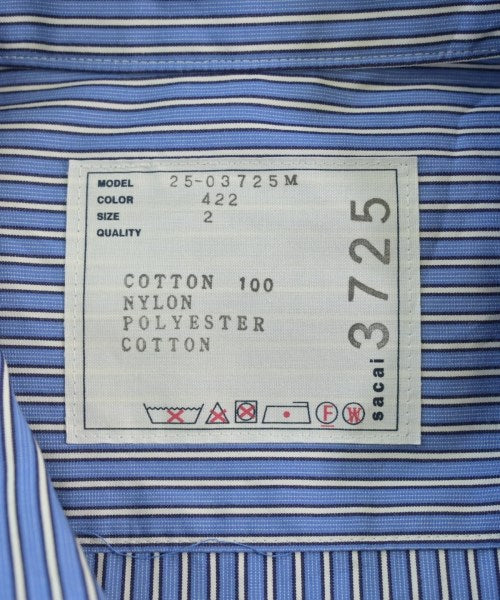 MODEL 25-03725M
COLOR 422
SIZE 2
QUALITY
COTTON 100
NYLON
POLYESTER
COTTON
F W
sacai 3725